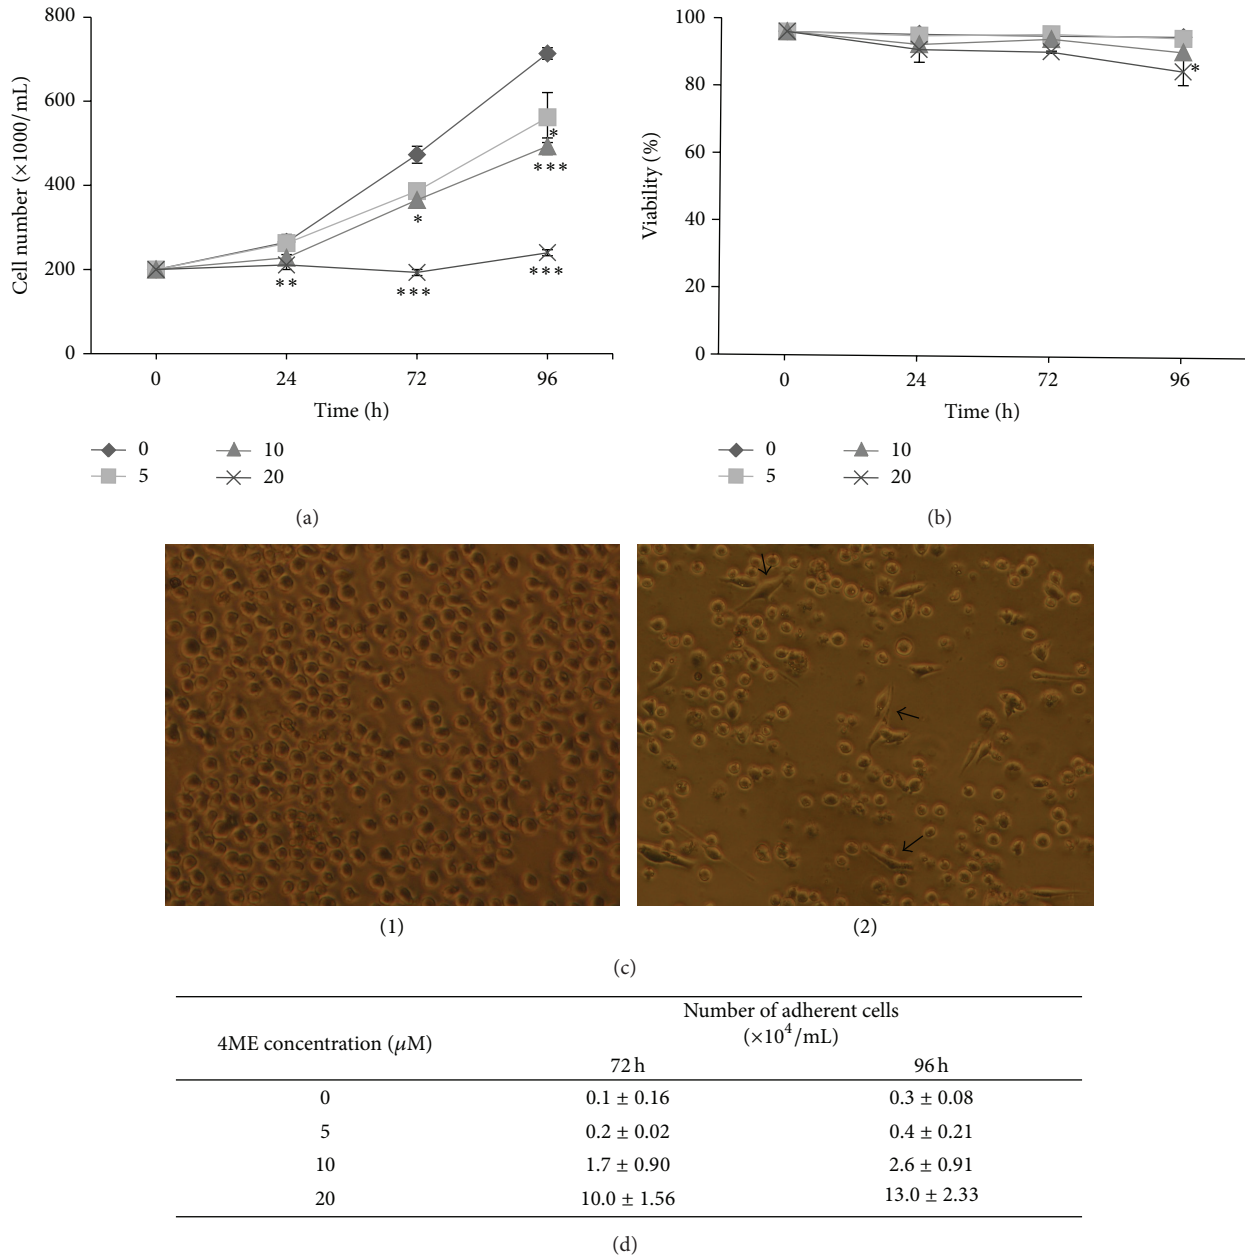 800
600
400
200
0
Cell number (×1000/mL)
*
***
*
**
***
***
0 24 72 96
Time (h)
0 10
5 20
(a)
100
80
60
40
20
0
Viability (%)
*
0 24 72 96
Time (h)
0 10
5 20
(b)
(1) (2)
(c)
4ME concentration (μM)
Number of adherent cells
(×10⁴/mL)
72 h 96 h
0 0.1 ± 0.16 0.3 ± 0.08
5 0.2 ± 0.02 0.4 ± 0.21
10 1.7 ± 0.90 2.6 ± 0.91
20 10.0 ± 1.56 13.0 ± 2.33
(d)